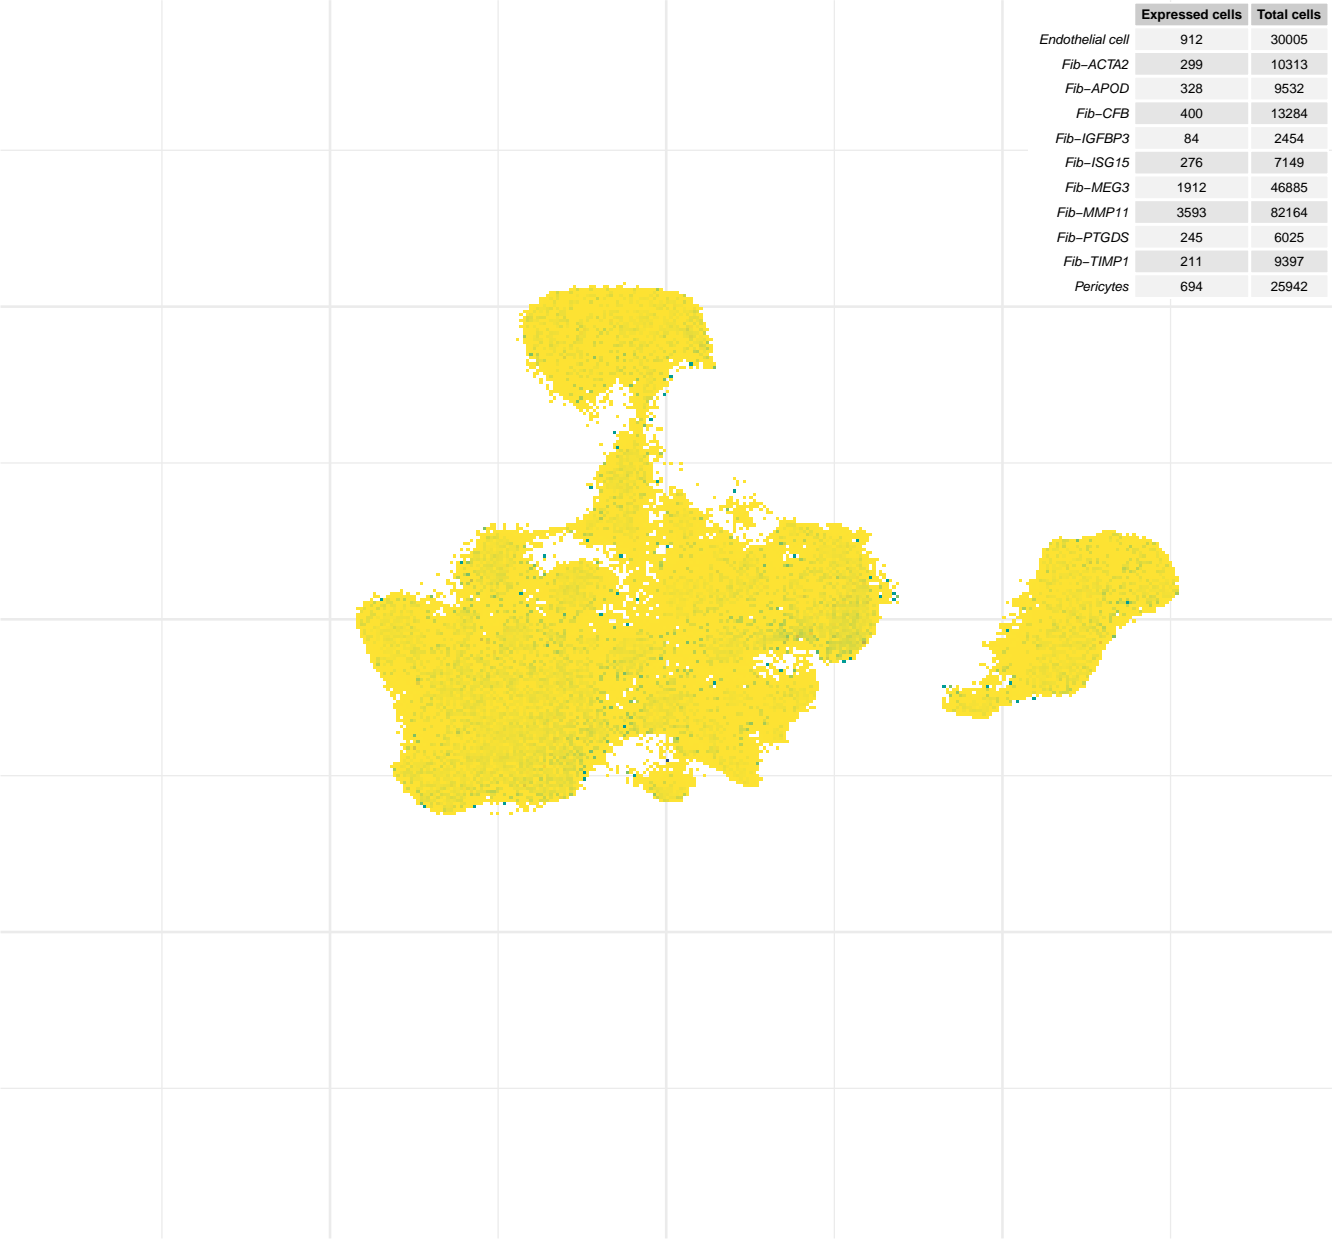 Expressed cells Total cells
Endothelial cell 912 30005
Fib−ACTA2 299 10313
Fib−APOD 328 9532
Fib−CFB 400 13284
Fib−IGFBP3 84 2454
Fib−ISG15 276 7149
Fib−MEG3 1912 46885
Fib−MMP11 3593 82164
Fib−PTGDS 245 6025
Fib−TIMP1 211 9397
Pericytes 694 25942